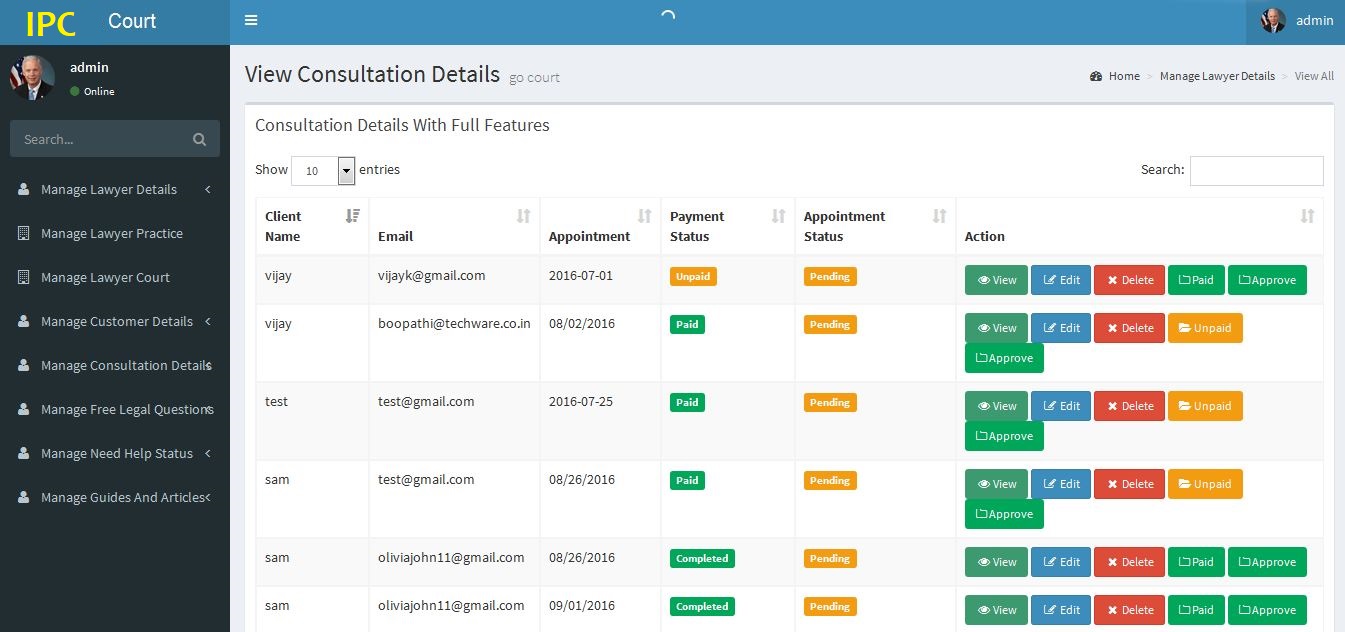 IPC Court
admin
admin
Online
Search...
Manage Lawyer Details
Manage Lawyer Practice
Manage Lawyer Court
Manage Customer Details
Manage Consultation Details
Manage Free Legal Questions
Manage Need Help Status
Manage Guides And Articles
View Consultation Details go court
Home > Manage Lawyer Details > View All
Consultation Details With Full Features
Show 10 entries
Search:
Client Name Email Appointment Payment Status Appointment Status Action
vijay vijayk@gmail.com 2016-07-01 Unpaid Pending View Edit Delete Paid Approve
vijay boopathi@techware.co.in 08/02/2016 Paid Pending View Edit Delete Unpaid
Approve
test test@gmail.com 2016-07-25 Paid Pending View Edit Delete Unpaid
Approve
sam test@gmail.com 08/26/2016 Paid Pending View Edit Delete Unpaid
Approve
sam oliviajohn11@gmail.com 08/26/2016 Completed Pending View Edit Delete Paid Approve
sam oliviajohn11@gmail.com 09/01/2016 Completed Pending View Edit Delete Paid Approve